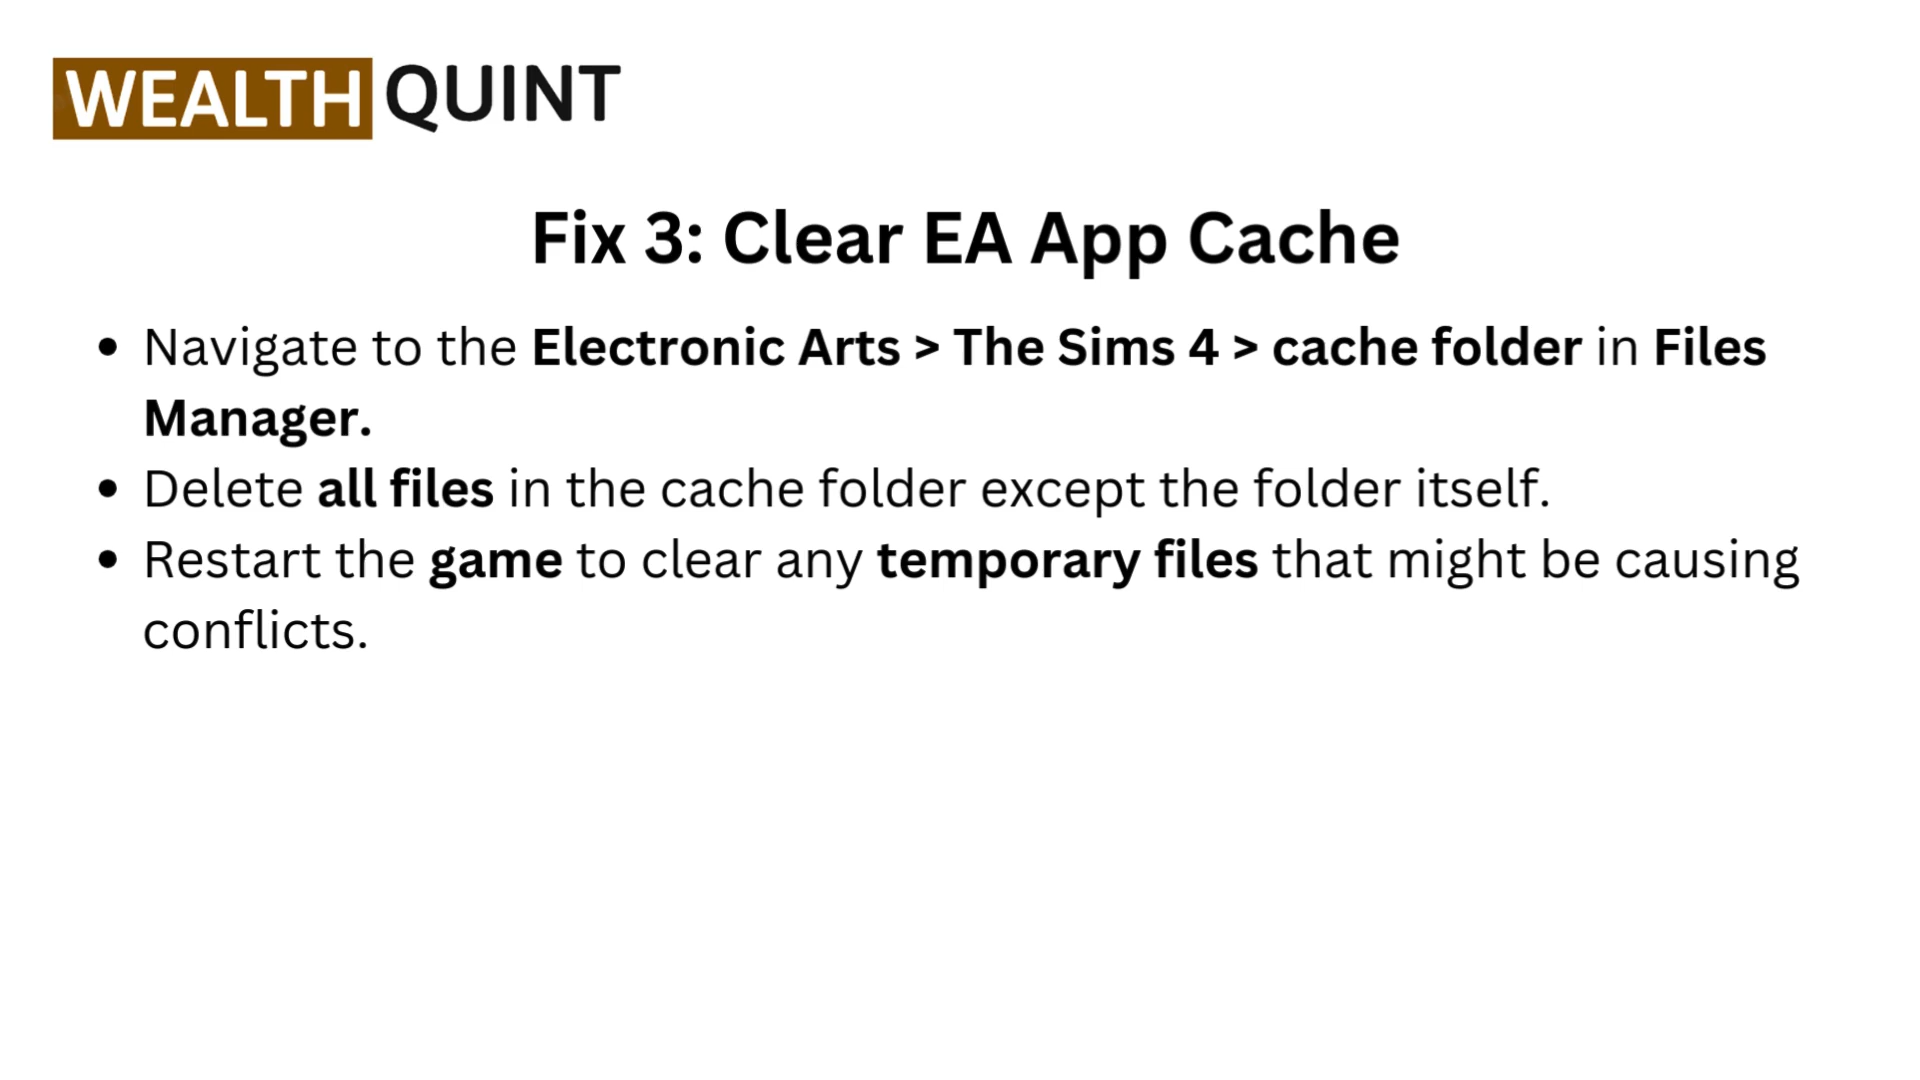 WEALTH QUINT
Fix 3: Clear EA App Cache
• Navigate to the Electronic Arts > The Sims 4 > cache folder in Files
Manager.
• Delete all files in the cache folder except the folder itself.
• Restart the game to clear any temporary files that might be causing
conflicts.